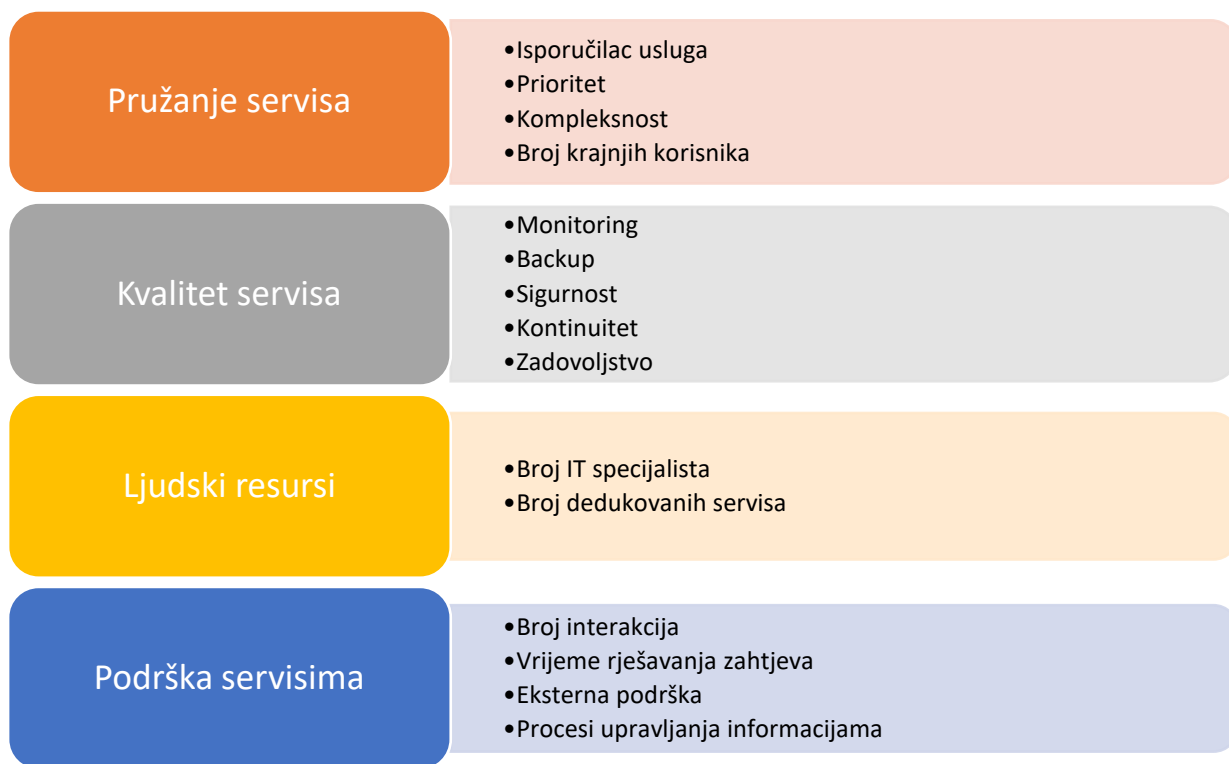 Pružanje servisa
•Isporučilac usluga
•Prioritet
•Kompleksnost
•Broj krajnjih korisnika
Kvalitet servisa
•Monitoring
•Backup
•Sigurnost
•Kontinuitet
•Zadovoljstvo
Ljudski resursi
•Broj IT specijalista
•Broj dedukovanih servisa
Podrška servisima
•Broj interakcija
•Vrijeme rješavanja zahtjeva
•Eksterna podrška
•Procesi upravljanja informacijama